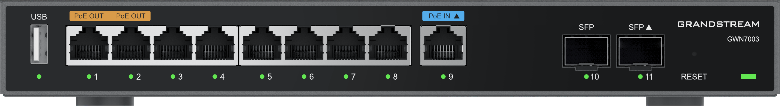 USB
PoE OUT PoE OUT
PoE IN ▲
SFP
SFP ▲
GRANDSTREAM
GWN7003
1 2 3 4 5 6 7 8 9 10 11
RESET